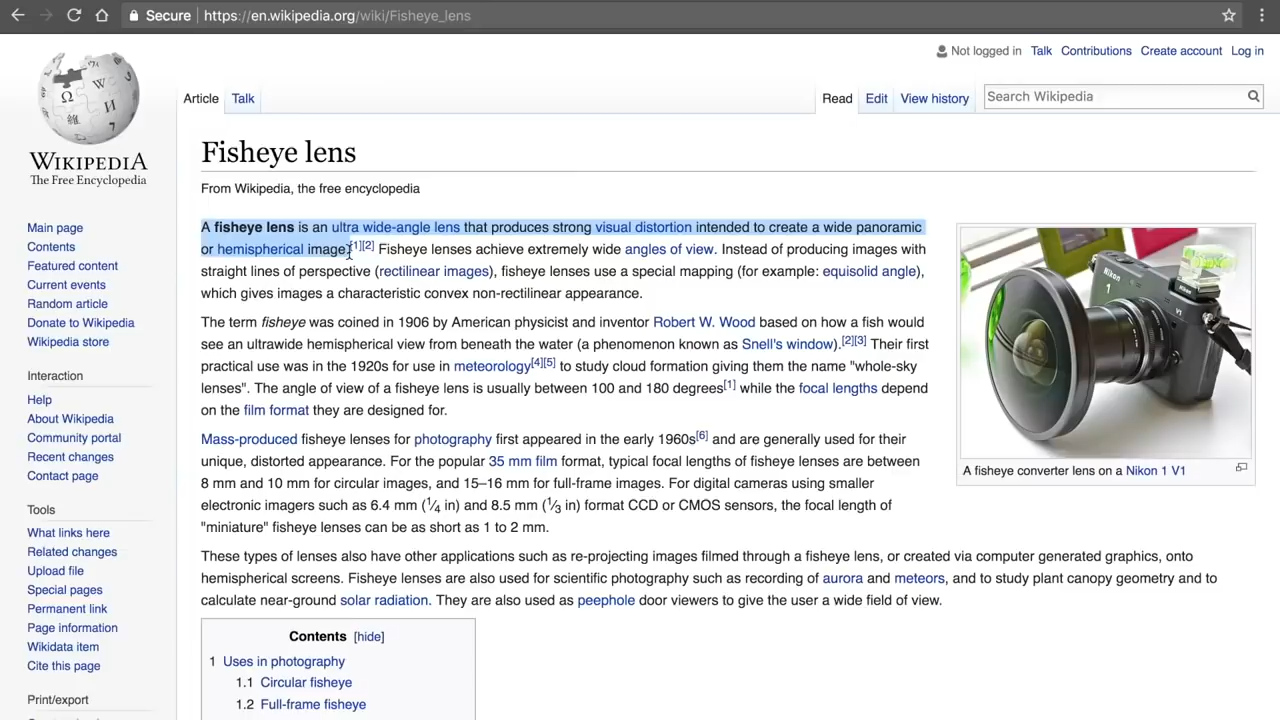 Secure https://en.wikipedia.org/wiki/Fisheye_lens
Not logged in Talk Contributions Create account Log in
Article Talk Read Edit View history Search Wikipedia
WIKIPEDIA
The Free Encyclopedia
Main page
Contents
Featured content
Current events
Random article
Donate to Wikipedia
Wikipedia store
Interaction
Help
About Wikipedia
Community portal
Recent changes
Contact page
Tools
What links here
Related changes
Upload file
Special pages
Permanent link
Page information
Wikidata item
Cite this page
Print/export
Fisheye lens
From Wikipedia, the free encyclopedia
A fisheye lens is an ultra wide-angle lens that produces strong visual distortion intended to create a wide panoramic
or hemispherical image.[1][2] Fisheye lenses achieve extremely wide angles of view. Instead of producing images with
straight lines of perspective (rectilinear images), fisheye lenses use a special mapping (for example: equisolid angle),
which gives images a characteristic convex non-rectilinear appearance.
The term fisheye was coined in 1906 by American physicist and inventor Robert W. Wood based on how a fish would
see an ultrawide hemispherical view from beneath the water (a phenomenon known as Snell's window).[2][3] Their first
practical use was in the 1920s for use in meteorology[4][5] to study cloud formation giving them the name "whole-sky
lenses". The angle of view of a fisheye lens is usually between 100 and 180 degrees[1] while the focal lengths depend
on the film format they are designed for.
Mass-produced fisheye lenses for photography first appeared in the early 1960s[6] and are generally used for their
unique, distorted appearance. For the popular 35 mm film format, typical focal lengths of fisheye lenses are between
8 mm and 10 mm for circular images, and 15–16 mm for full-frame images. For digital cameras using smaller
electronic imagers such as 6.4 mm (1⁄4 in) and 8.5 mm (1⁄3 in) format CCD or CMOS sensors, the focal length of
"miniature" fisheye lenses can be as short as 1 to 2 mm.
These types of lenses also have other applications such as re-projecting images filmed through a fisheye lens, or created via computer generated graphics, onto
hemispherical screens. Fisheye lenses are also used for scientific photography such as recording of aurora and meteors, and to study plant canopy geometry and to
calculate near-ground solar radiation. They are also used as peephole door viewers to give the user a wide field of view.
Nikon
1
Nikon
V1
A fisheye converter lens on a Nikon 1 V1
Contents [hide]
1 Uses in photography
1.1 Circular fisheye
1.2 Full-frame fisheye